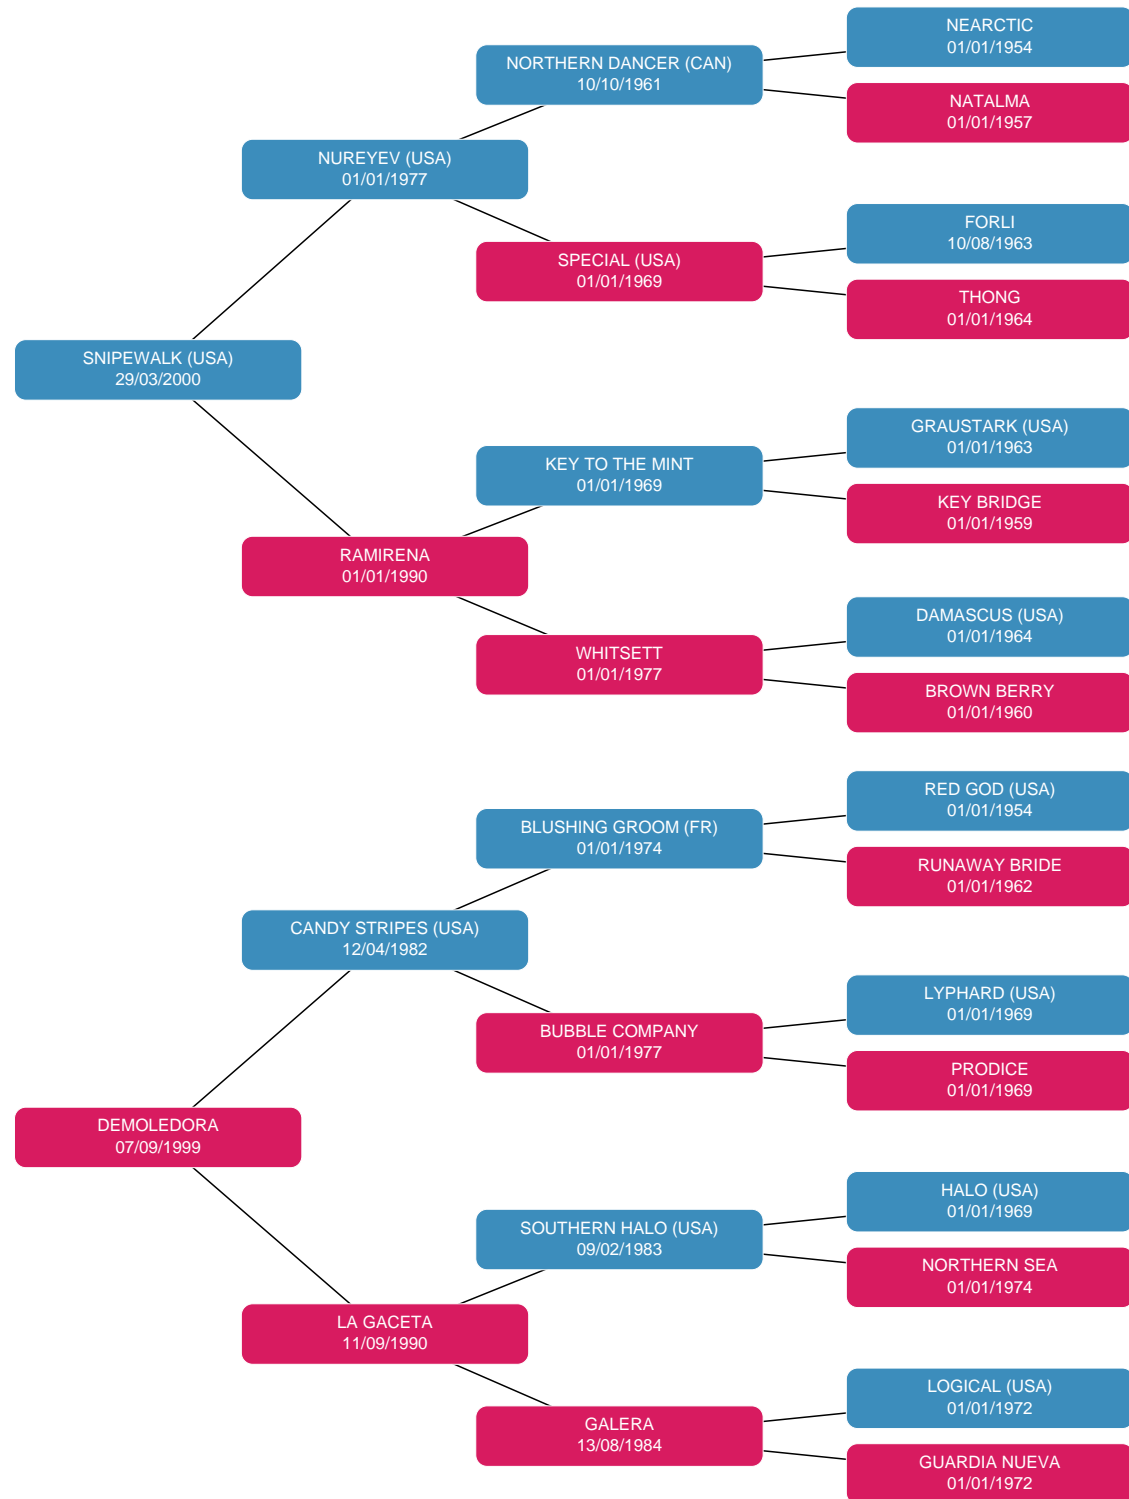 NEARCTIC
01/01/1954
NORTHERN DANCER (CAN)
10/10/1961
NATALMA
01/01/1957
NUREYEV (USA)
01/01/1977
FORLI
10/08/1963
SPECIAL (USA)
01/01/1969
THONG
01/01/1964
SNIPEWALK (USA)
29/03/2000
GRAUSTARK (USA)
01/01/1963
KEY TO THE MINT
01/01/1969
KEY BRIDGE
01/01/1959
RAMIRENA
01/01/1990
DAMASCUS (USA)
01/01/1964
WHITSETT
01/01/1977
BROWN BERRY
01/01/1960
RED GOD (USA)
01/01/1954
BLUSHING GROOM (FR)
01/01/1974
RUNAWAY BRIDE
01/01/1962
CANDY STRIPES (USA)
12/04/1982
LYPHARD (USA)
01/01/1969
BUBBLE COMPANY
01/01/1977
PRODICE
01/01/1969
DEMOLEDORA
07/09/1999
HALO (USA)
01/01/1969
SOUTHERN HALO (USA)
09/02/1983
NORTHERN SEA
01/01/1974
LA GACETA
11/09/1990
LOGICAL (USA)
01/01/1972
GALERA
13/08/1984
GUARDIA NUEVA
01/01/1972